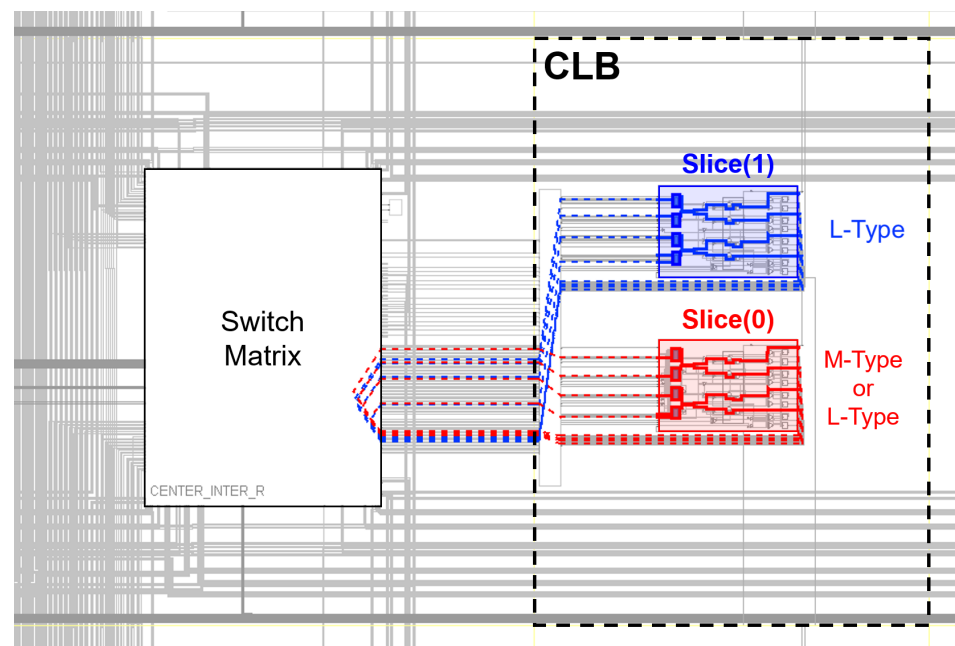 CLB
Slice(1)
L-Type
Switch
Matrix
Slice(0)
M-Type
or
L-Type
CENTER_INTER_R